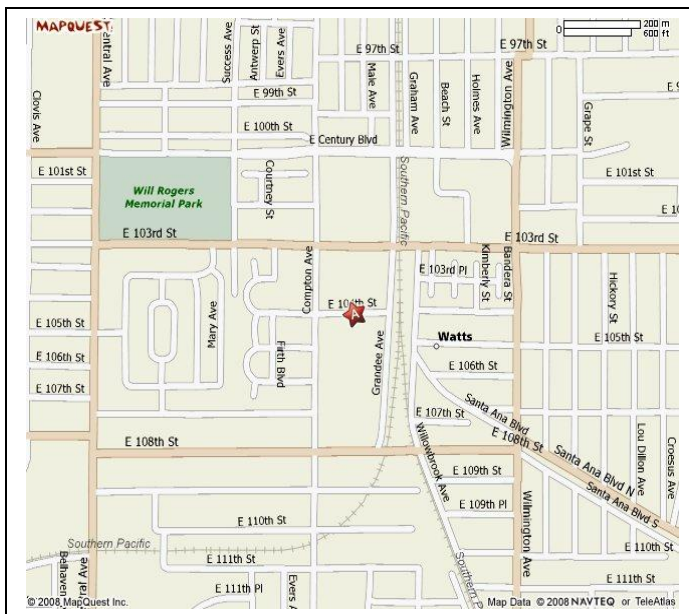 MAPQUEST
200 m
0
600 ft
Clovis Ave
Central Ave
Success Ave
Antwerp St
Evers Ave
E 97th St
E 97th St
Male Ave
Graham Ave
Beach St
Holmes Ave
Wilmington Ave
Grape St
E 99th St
E 100th St
E Century Blvd
E 101st St
E 101st St
Will Rogers
Memorial Park
Courtney St
Southern Pacific
E 103rd St
E 103rd St
E 103rd Pl
Kimberly St
Bandera St
Hickory St
Compton Ave
Mary Ave
Firth Blvd
A
Grandee Ave
E 105th St
E 105th St
Watts
E 106th St
E 106th St
E 107th St
E 107th St
Santa Ana Blvd
E 108th St
E 108th St
Santa Ana Blvd N
Santa Ana Blvd S
Lou Dillon Ave
Croesus Ave
Willowbrook Ave
E 109th St
E 109th Pl
Wilmington Ave
E 110th St
E 110th St
Southern Pacific
E 111th St
E 111th St
E 111th Pl
Evers A
Belhaven
tral Ave
Southern P
© 2008 MapQuest Inc.
Map Data © 2008 NAVTEQ or TeleAtlas